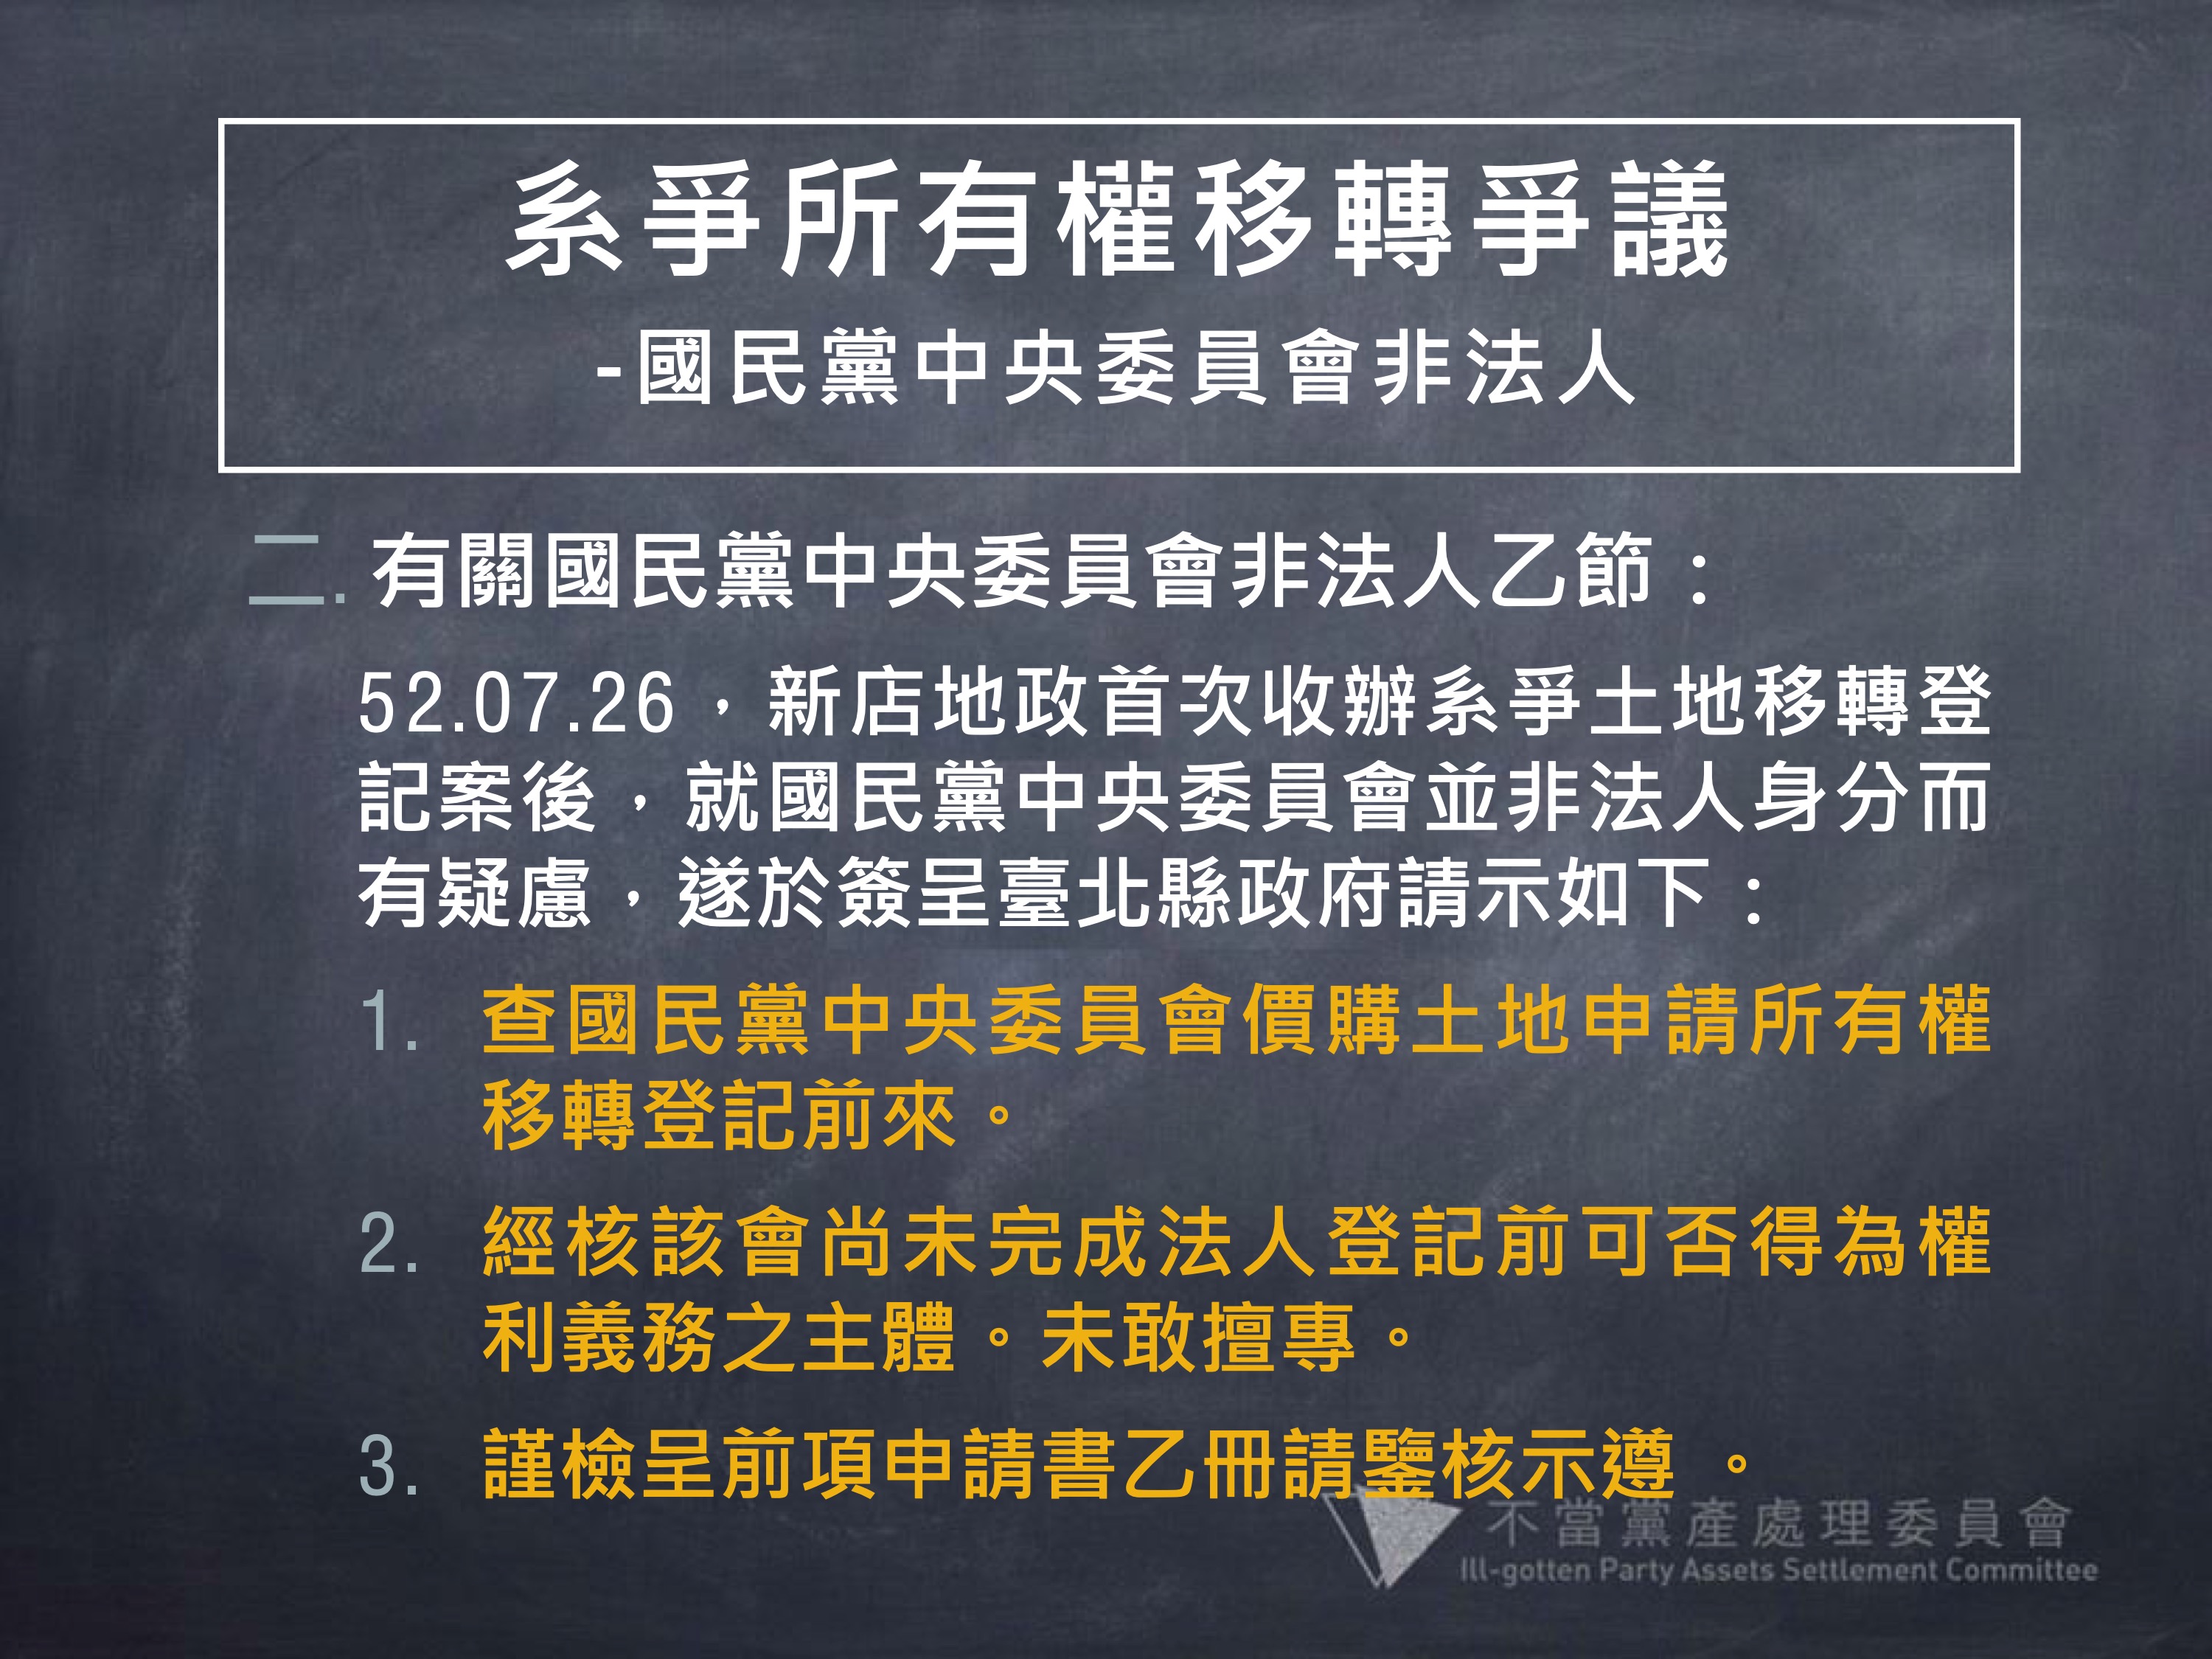 系爭所有權移轉爭議
-國民黨中央委員會非法人
二. 有關國民黨中央委員會非法人乙節：
52.07.26，新店地政首次收辦系爭土地移轉登
記案後，就國民黨中央委員會並非法人身分而
有疑慮，遂於簽呈臺北縣政府請示如下：
1. 查國民黨中央委員會價購土地申請所有權
移轉登記前來。
2. 經核該會尚未完成法人登記前可否得為權
利義務之主體。未敢擅專。
3. 謹檢呈前項申請書乙冊請鑒核示遵 。
不當黨產處理委員會
Ill-gotten Party Assets Settlement Committee